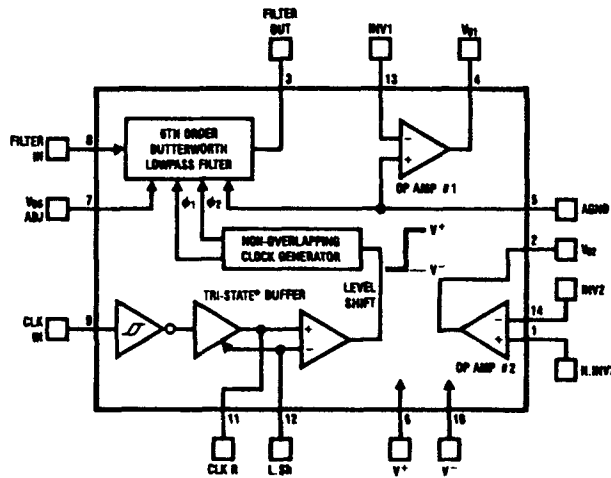 FILTER
OUT
INV1
V01
3
13
4
FILTER
IN
8
6TH ORDER
BUTTERWORTH
LOWPASS FILTER
−
+
OP AMP #1
VOS
ADJ
7
ϕ1
ϕ2
5
AGND
NON-OVERLAPPING
CLOCK GENERATOR
V+
V−
2
V02
LEVEL
SHIFT
TRI-STATE® BUFFER
INV2
14
CLK
IN
9
+
−
−
+
1
OP AMP #2
N.INV2
11
12
6
10
CLK R
L.Sh
V+
V−